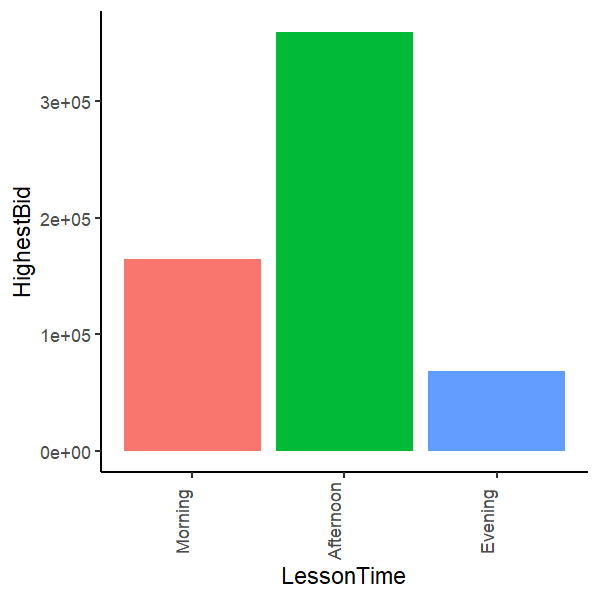 HighestBid
3e+05
2e+05
1e+05
0e+00
Morning
Afternoon
Evening
LessonTime